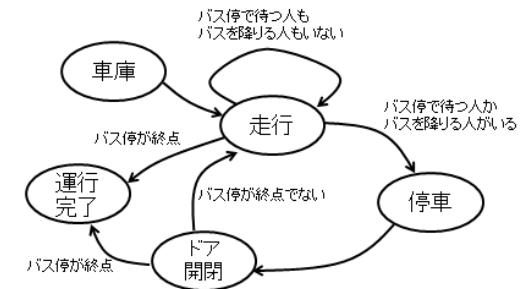 バス停で待つ人も
バスを降りる人もいない
車庫
走行
バス停で待つ人か
バスを降りる人がいる
バス停が終点
運行
完了
バス停が終点でない
停車
ドア
開閉
バス停が終点